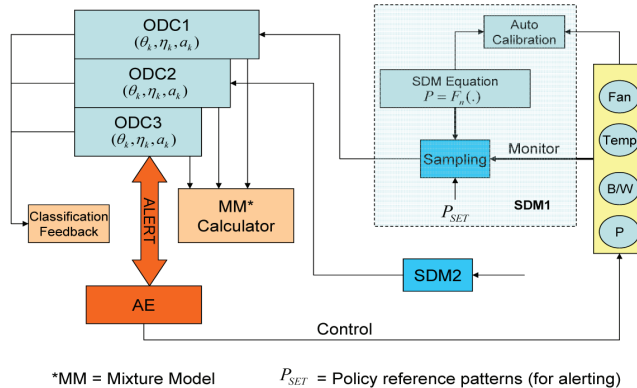 ODC1
(θk, ηk, ak)
ODC2
(θk, ηk, ak)
ODC3
(θk, ηk, ak)
Auto
Calibration
SDM Equation
P = Fn(.)
Sampling
Monitor
PSET
SDM1
Fan
Temp
B/W
P
Classification
Feedback
ALERT
MM*
Calculator
SDM2
AE
Control
*MM = Mixture Model
PSET = Policy reference patterns (for alerting)